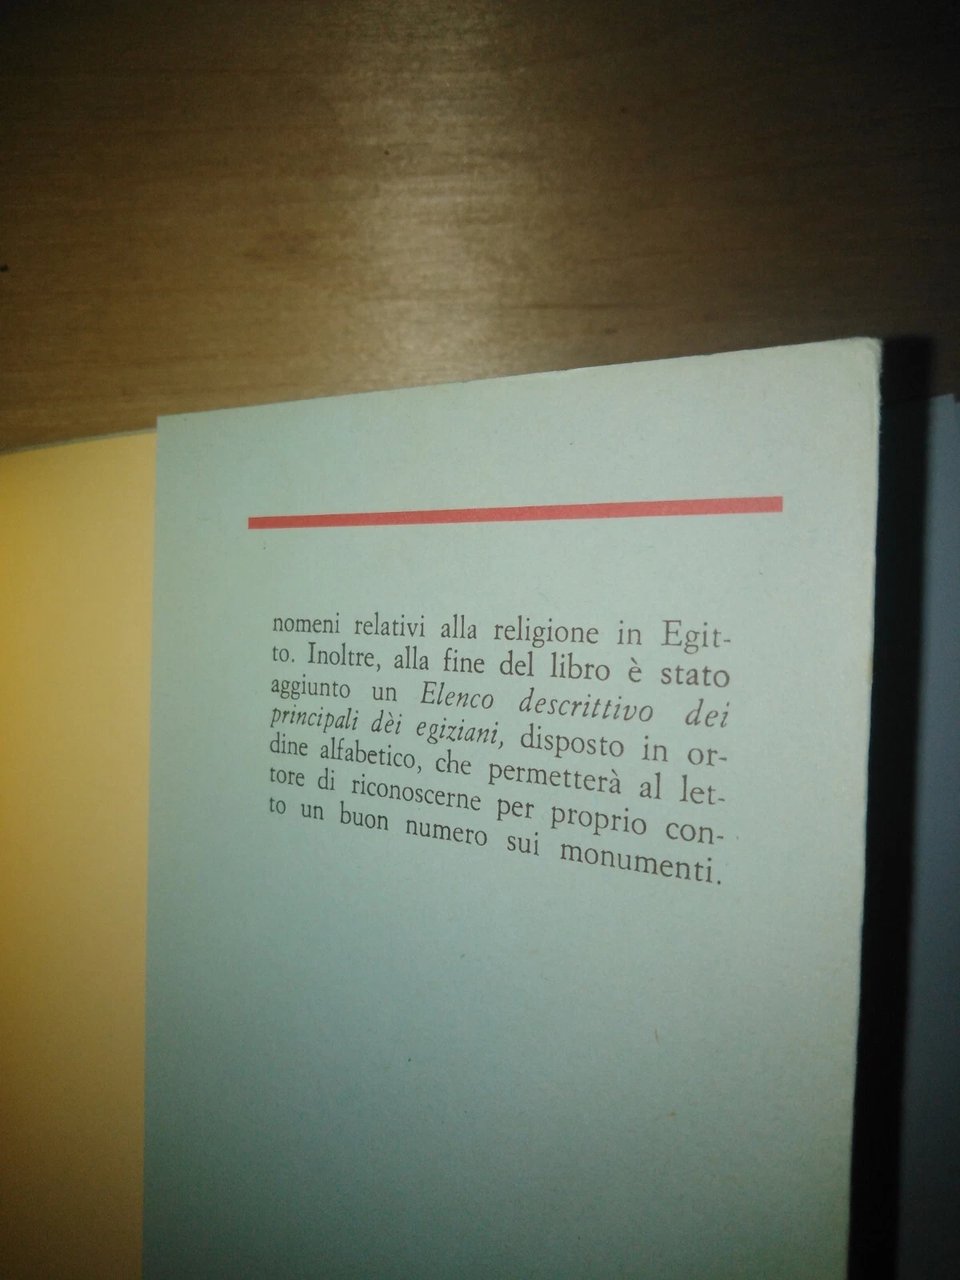 nomeni relativi alla religione in Egit-
to. Inoltre, alla fine del libro è stato
aggiunto un Elenco descrittivo dei
principali dèi egiziani, disposto in or-
dine alfabetico, che permetterà al let-
tore di riconoscerne per proprio con-
to un buon numero sui monumenti.